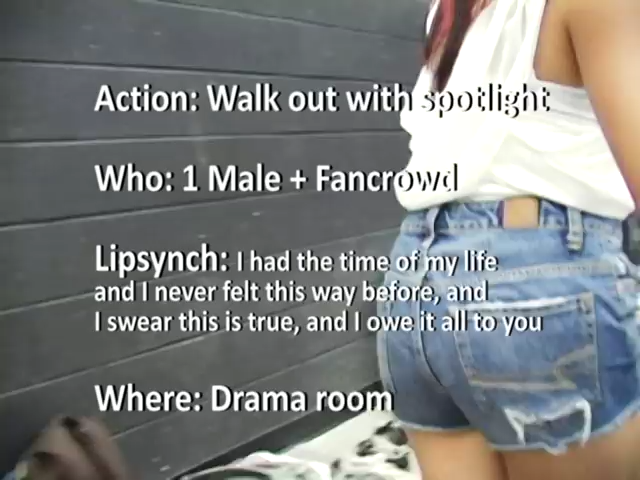 Action: Walk out with spotlight
Who: 1 Male + Fancrowd
Lipsynch: I had the time of my life
and I never felt this way before, and
I swear this is true, and I owe it all to you
Where: Drama room